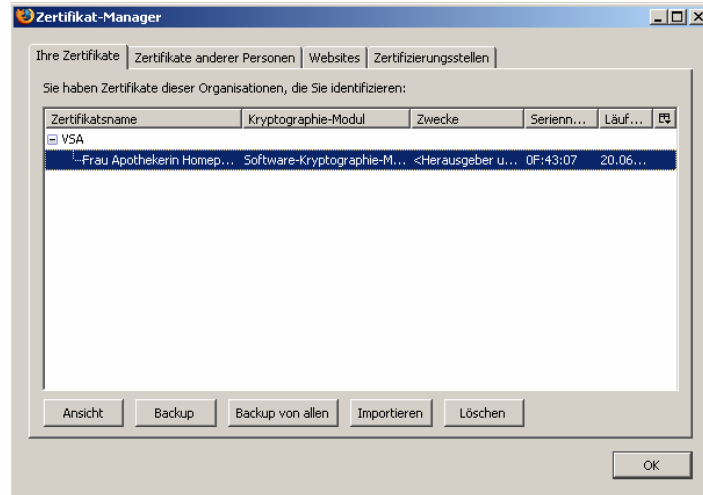 Zertifikat-Manager
Ihre Zertifikate Zertifikate anderer Personen Websites Zertifizierungsstellen
Sie haben Zertifikate dieser Organisationen, die Sie identifizieren:
Zertifikatsname Kryptographie-Modul Zwecke Serienn... Läuf...
VSA
Frau Apothekerin Homep... Software-Kryptographie-M... <Herausgeber u... 0F:43:07 20.06...
Ansicht Backup Backup von allen Importieren Löschen
OK